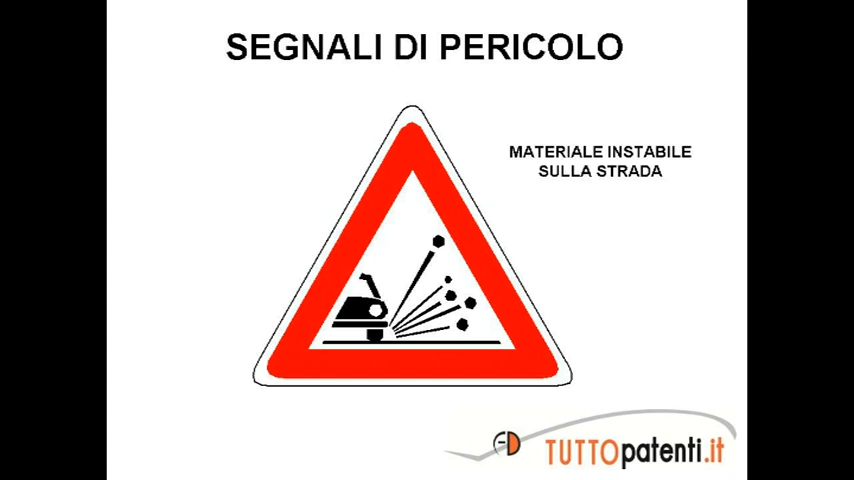 SEGNALI DI PERICOLO
MATERIALE INSTABILE
SULLA STRADA
TUTTOpatenti.it